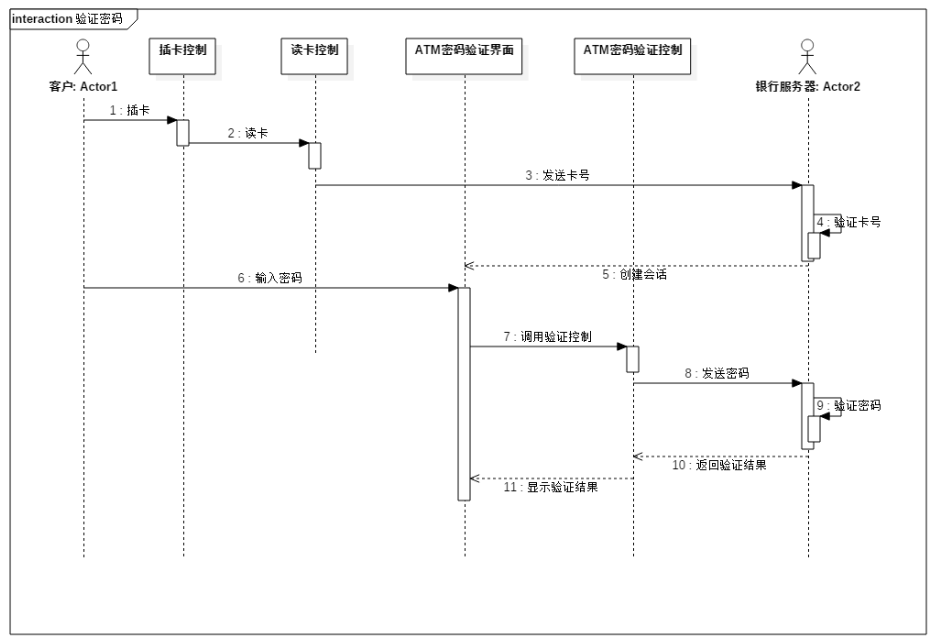 interaction 验证密码
插卡控制
读卡控制
ATM密码验证界面
ATM密码验证控制
客户: Actor1
银行服务器: Actor2
1 : 插卡
2 : 读卡
3 : 发送卡号
4 : 验证卡号
5 : 创建会话
6 : 输入密码
7 : 调用验证控制
8 : 发送密码
9 : 验证密码
10 : 返回验证结果
11 : 显示验证结果